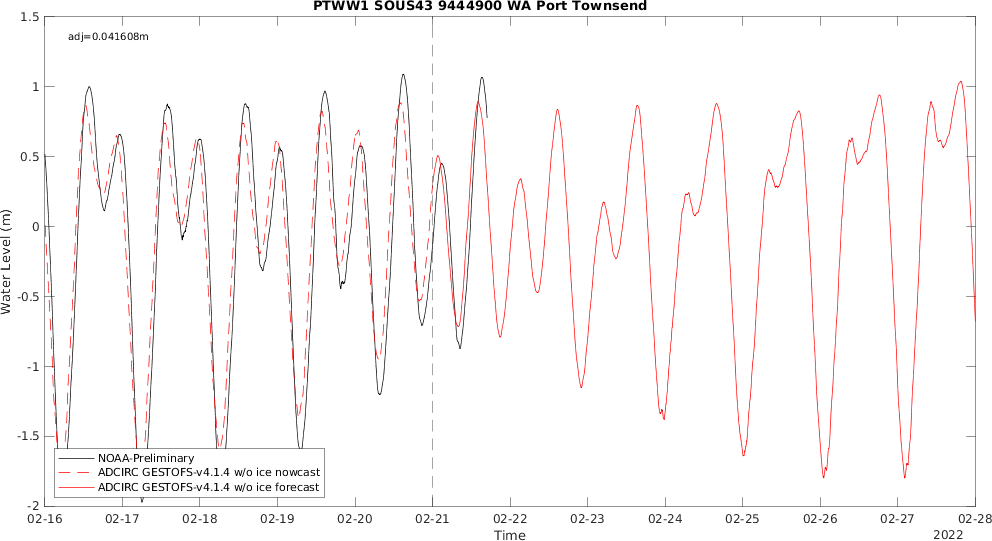 PTWW1 SOUS43 9444900 WA Port Townsend
adj=0.041608m
Water Level (m)
1.5
1
0.5
0
-0.5
-1
-1.5
-2
NOAA-Preliminary
ADCIRC GESTOFS-v4.1.4 w/o ice nowcast
ADCIRC GESTOFS-v4.1.4 w/o ice forecast
02-16 02-17 02-18 02-19 02-20 02-21 02-22 02-23 02-24 02-25 02-26 02-27 02-28
Time
2022